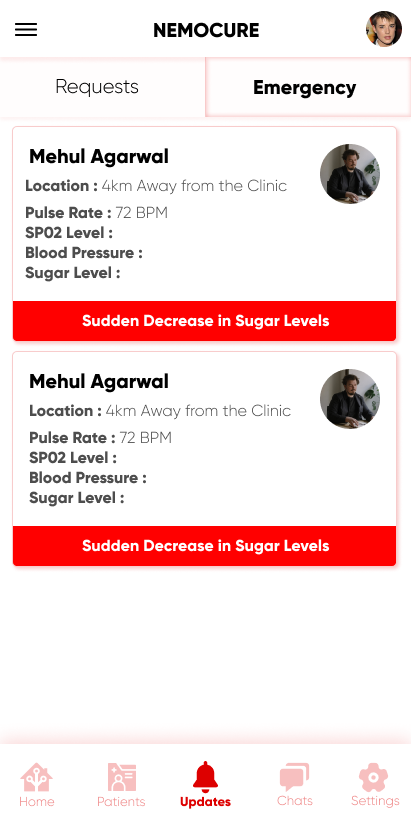 NEMOCURE
Requests
Emergency
Mehul Agarwal
Location : 4km Away from the Clinic
Pulse Rate : 72 BPM
SP02 Level :
Blood Pressure :
Sugar Level :
Sudden Decrease in Sugar Levels
Mehul Agarwal
Location : 4km Away from the Clinic
Pulse Rate : 72 BPM
SP02 Level :
Blood Pressure :
Sugar Level :
Sudden Decrease in Sugar Levels
Home
Patients
Updates
Chats
Settings